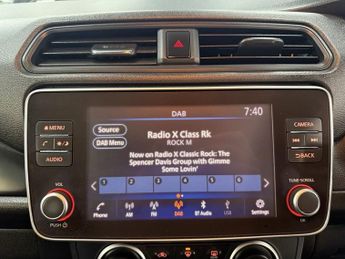 DAB
7:40
MENU
CAMERA
Source
Radio X Class Rk
ROCK M
DAB Menu
Now on Radio X Classic Rock: The
Spencer Davis Group with Gimme
Some Lovin'
AUDIO
BACK
1 2 3 4 5 6
VOL
TUNE·SCROLL
Phone AM FM DAB BT Audio USB Settings
PUSH
OK